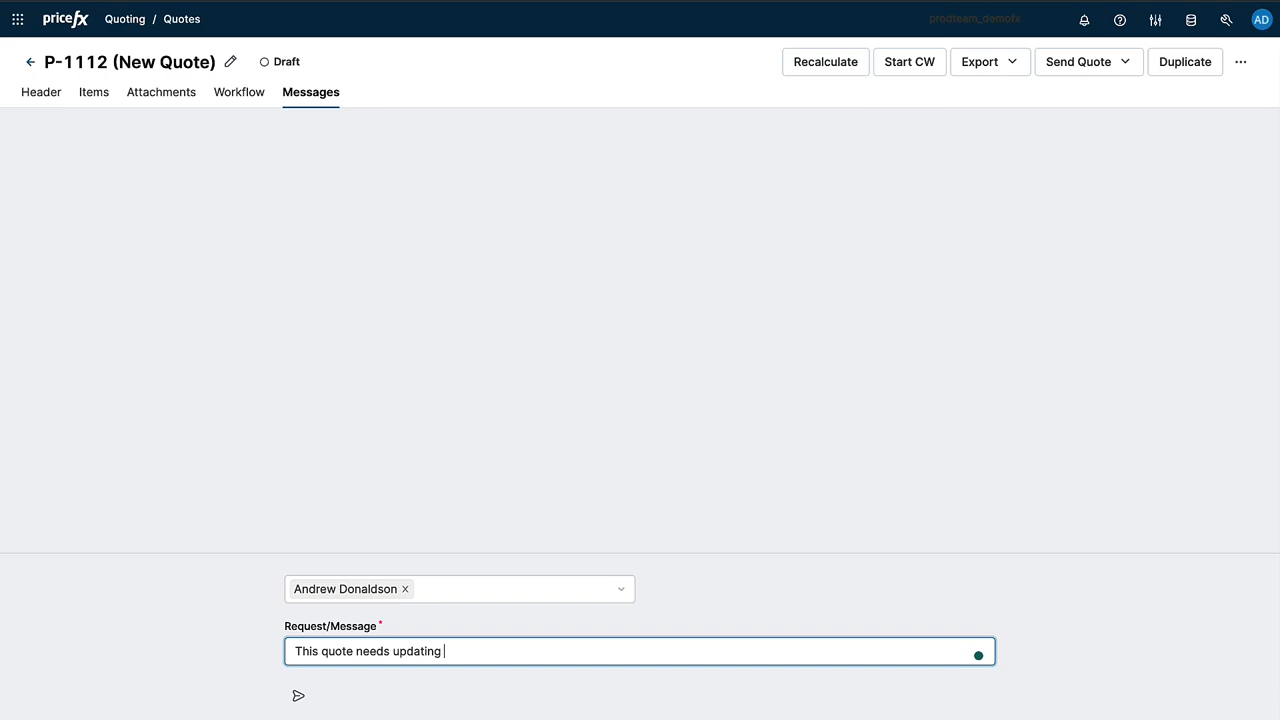 pricefx Quoting / Quotes prodteam_demofx AD
P-1112 (New Quote) Draft Recalculate Start CW Export Send Quote Duplicate
Header Items Attachments Workflow Messages
Andrew Donaldson
Request/Message*
This quote needs updating